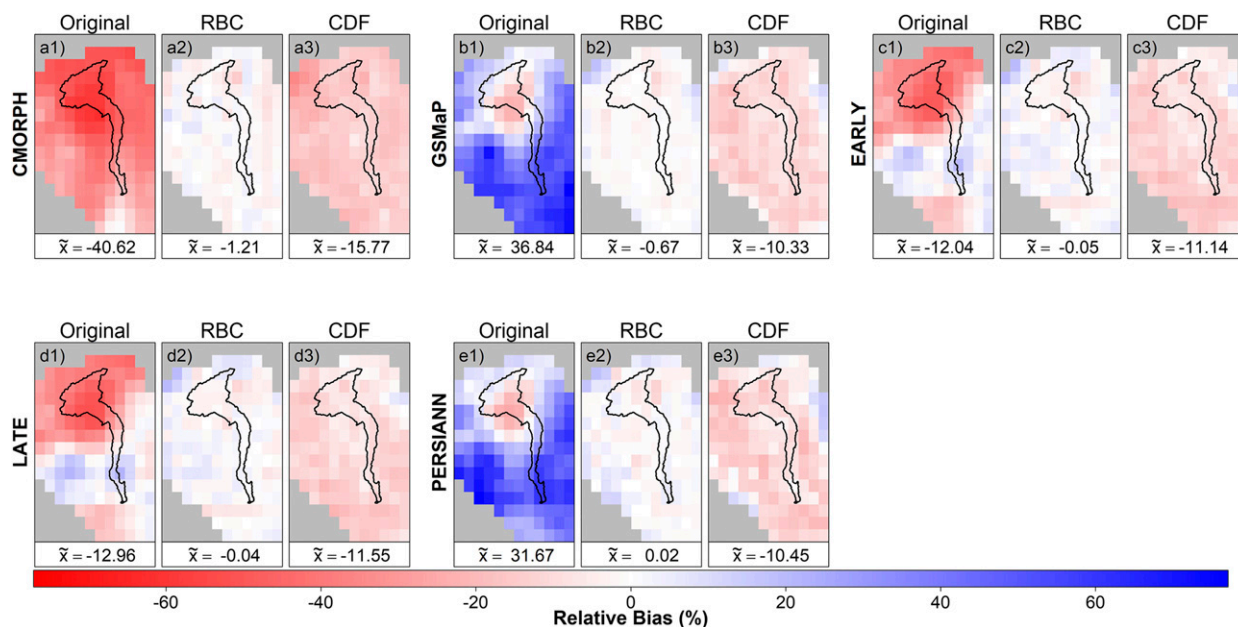 Original RBC CDF Original RBC CDF Original RBC CDF
a1) a2) a3) b1) b2) b3) c1) c2) c3)
CMORPH GSMaP EARLY
x̃ = -40.62 x̃ = -1.21 x̃ = -15.77 x̃ = 36.84 x̃ = -0.67 x̃ = -10.33 x̃ = -12.04 x̃ = -0.05 x̃ = -11.14
Original RBC CDF Original RBC CDF
d1) d2) d3) e1) e2) e3)
LATE PERSIANN
x̃ = -12.96 x̃ = -0.04 x̃ = -11.55 x̃ = 31.67 x̃ = 0.02 x̃ = -10.45
-60 -40 -20 0 20 40 60
Relative Bias (%)